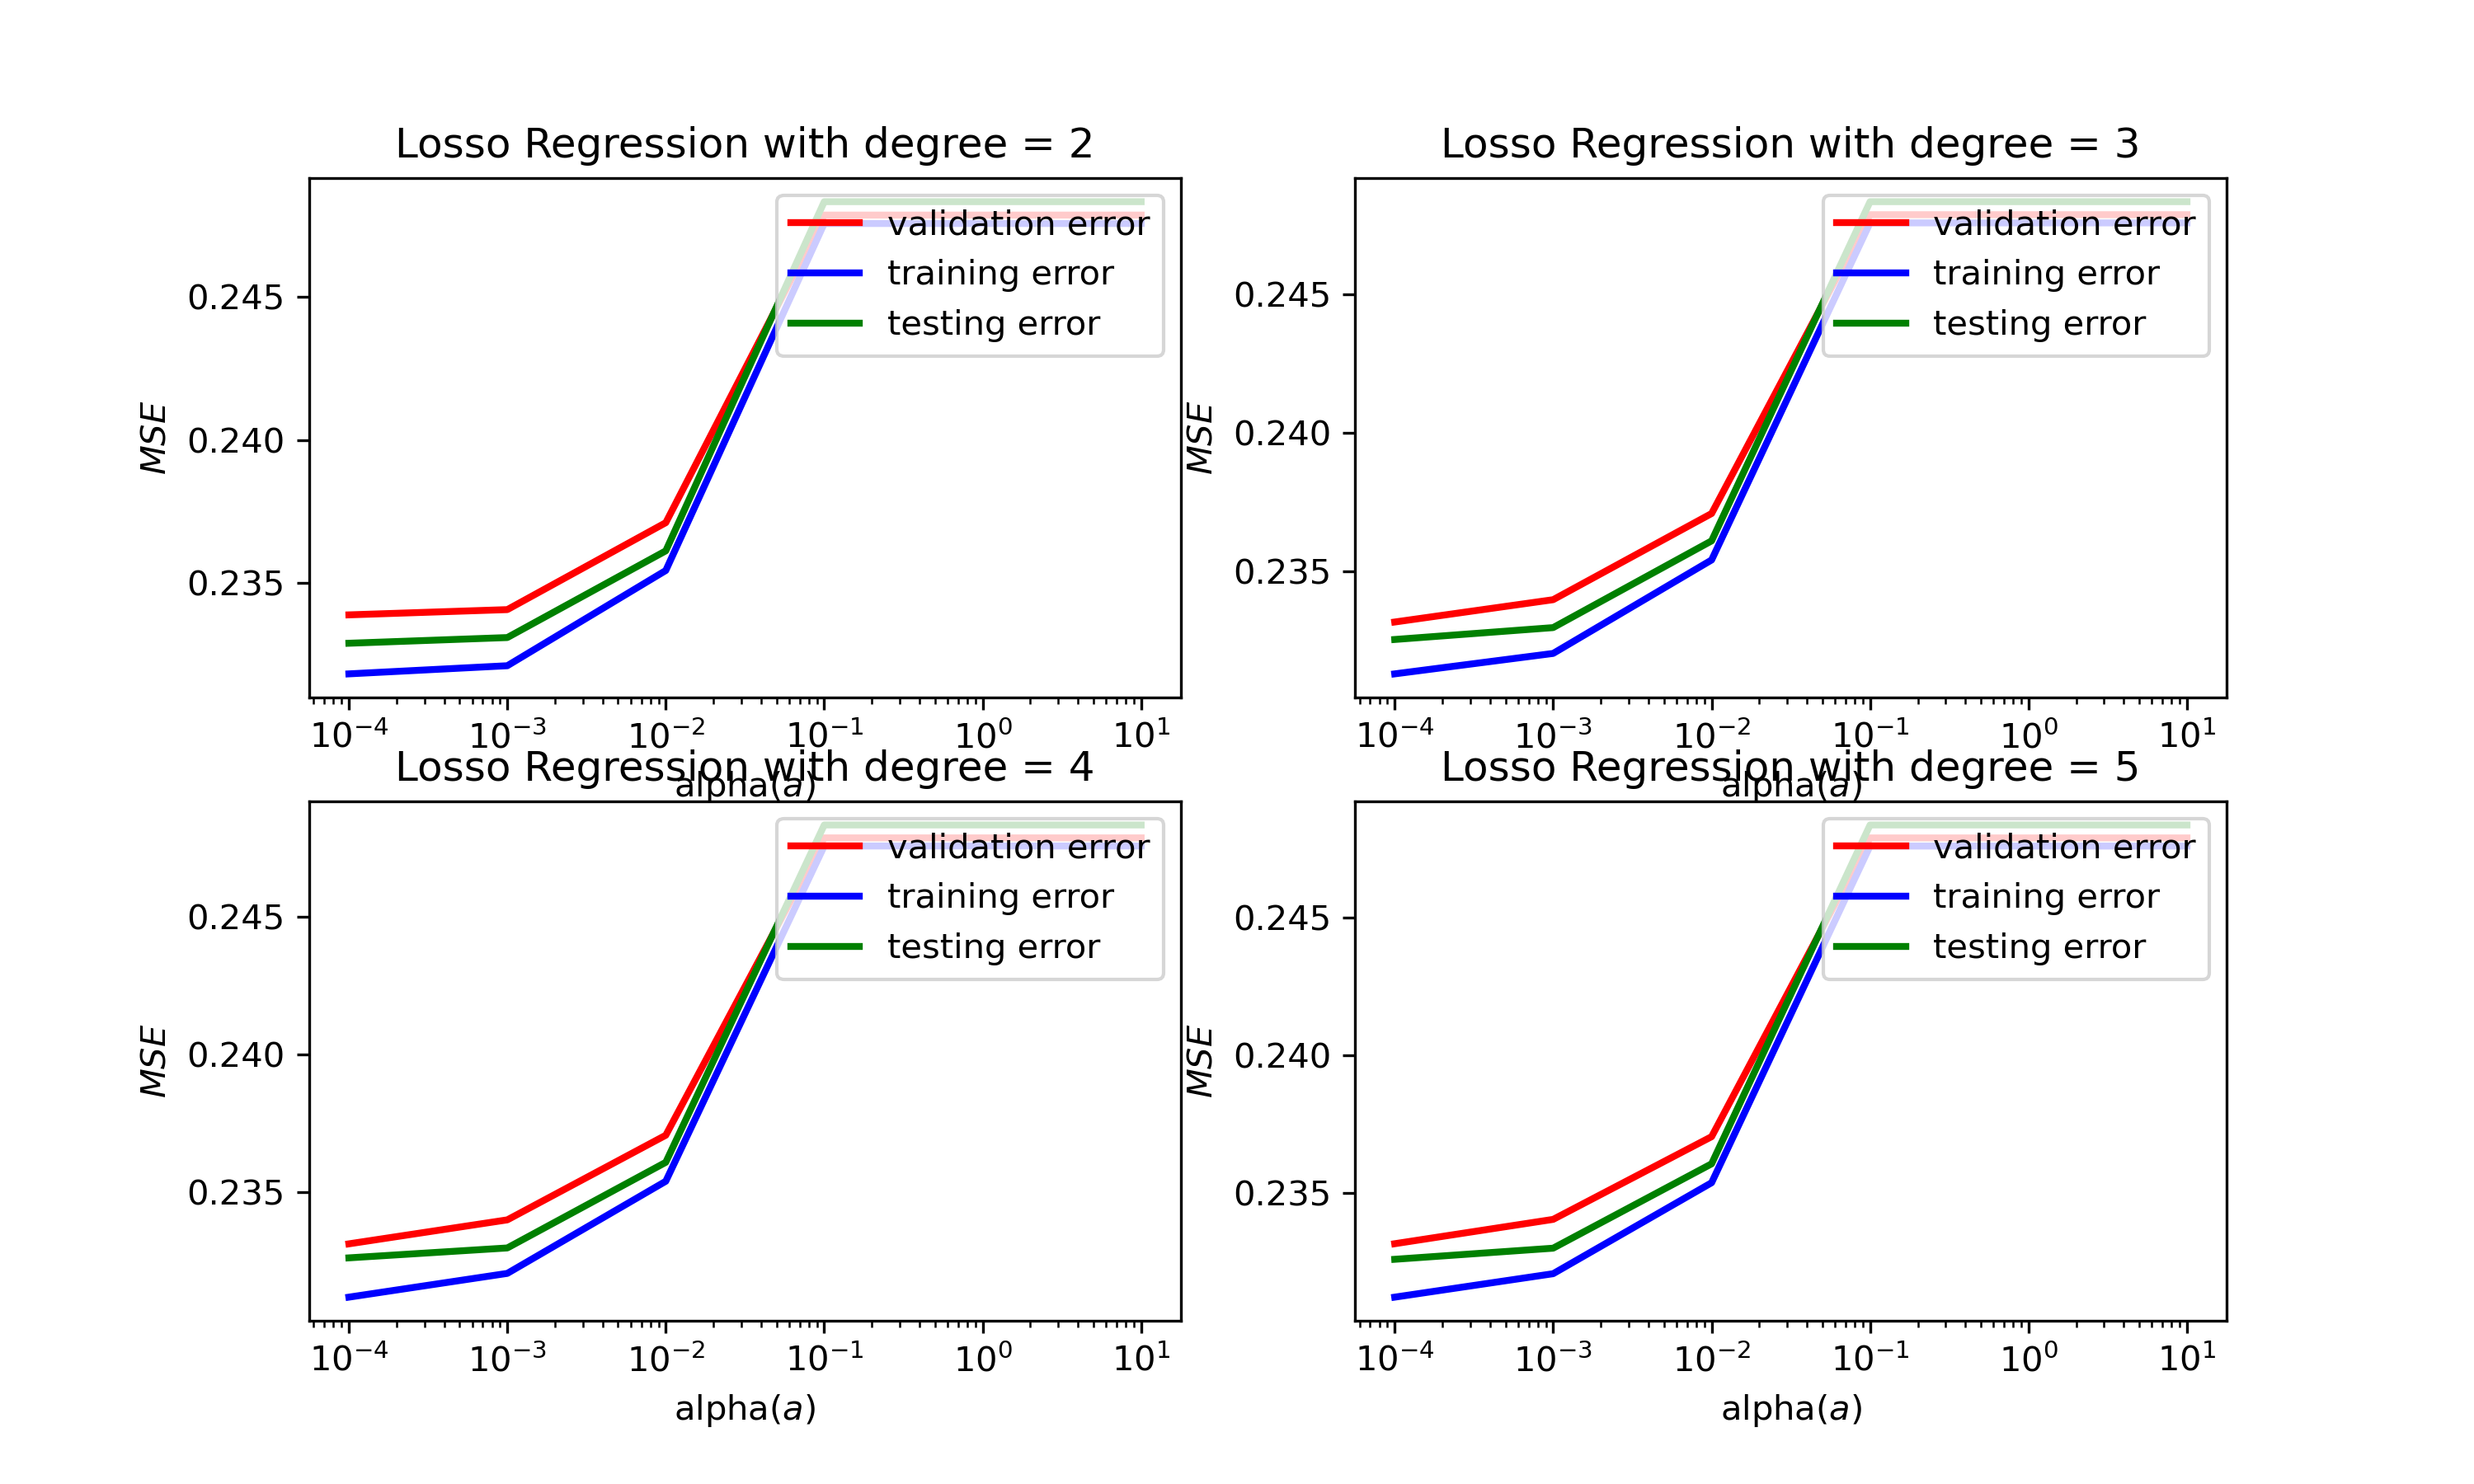 Losso Regression with degree = 2
MSE
0.245
0.240
0.235
validation error
training error
testing error
10⁻⁴ 10⁻³ 10⁻² 10⁻¹ 10⁰ 10¹
alpha(a)
Losso Regression with degree = 3
MSE
0.245
0.240
0.235
validation error
training error
testing error
10⁻⁴ 10⁻³ 10⁻² 10⁻¹ 10⁰ 10¹
alpha(a)
Losso Regression with degree = 4
MSE
0.245
0.240
0.235
validation error
training error
testing error
10⁻⁴ 10⁻³ 10⁻² 10⁻¹ 10⁰ 10¹
alpha(a)
Losso Regression with degree = 5
MSE
0.245
0.240
0.235
validation error
training error
testing error
10⁻⁴ 10⁻³ 10⁻² 10⁻¹ 10⁰ 10¹
alpha(a)